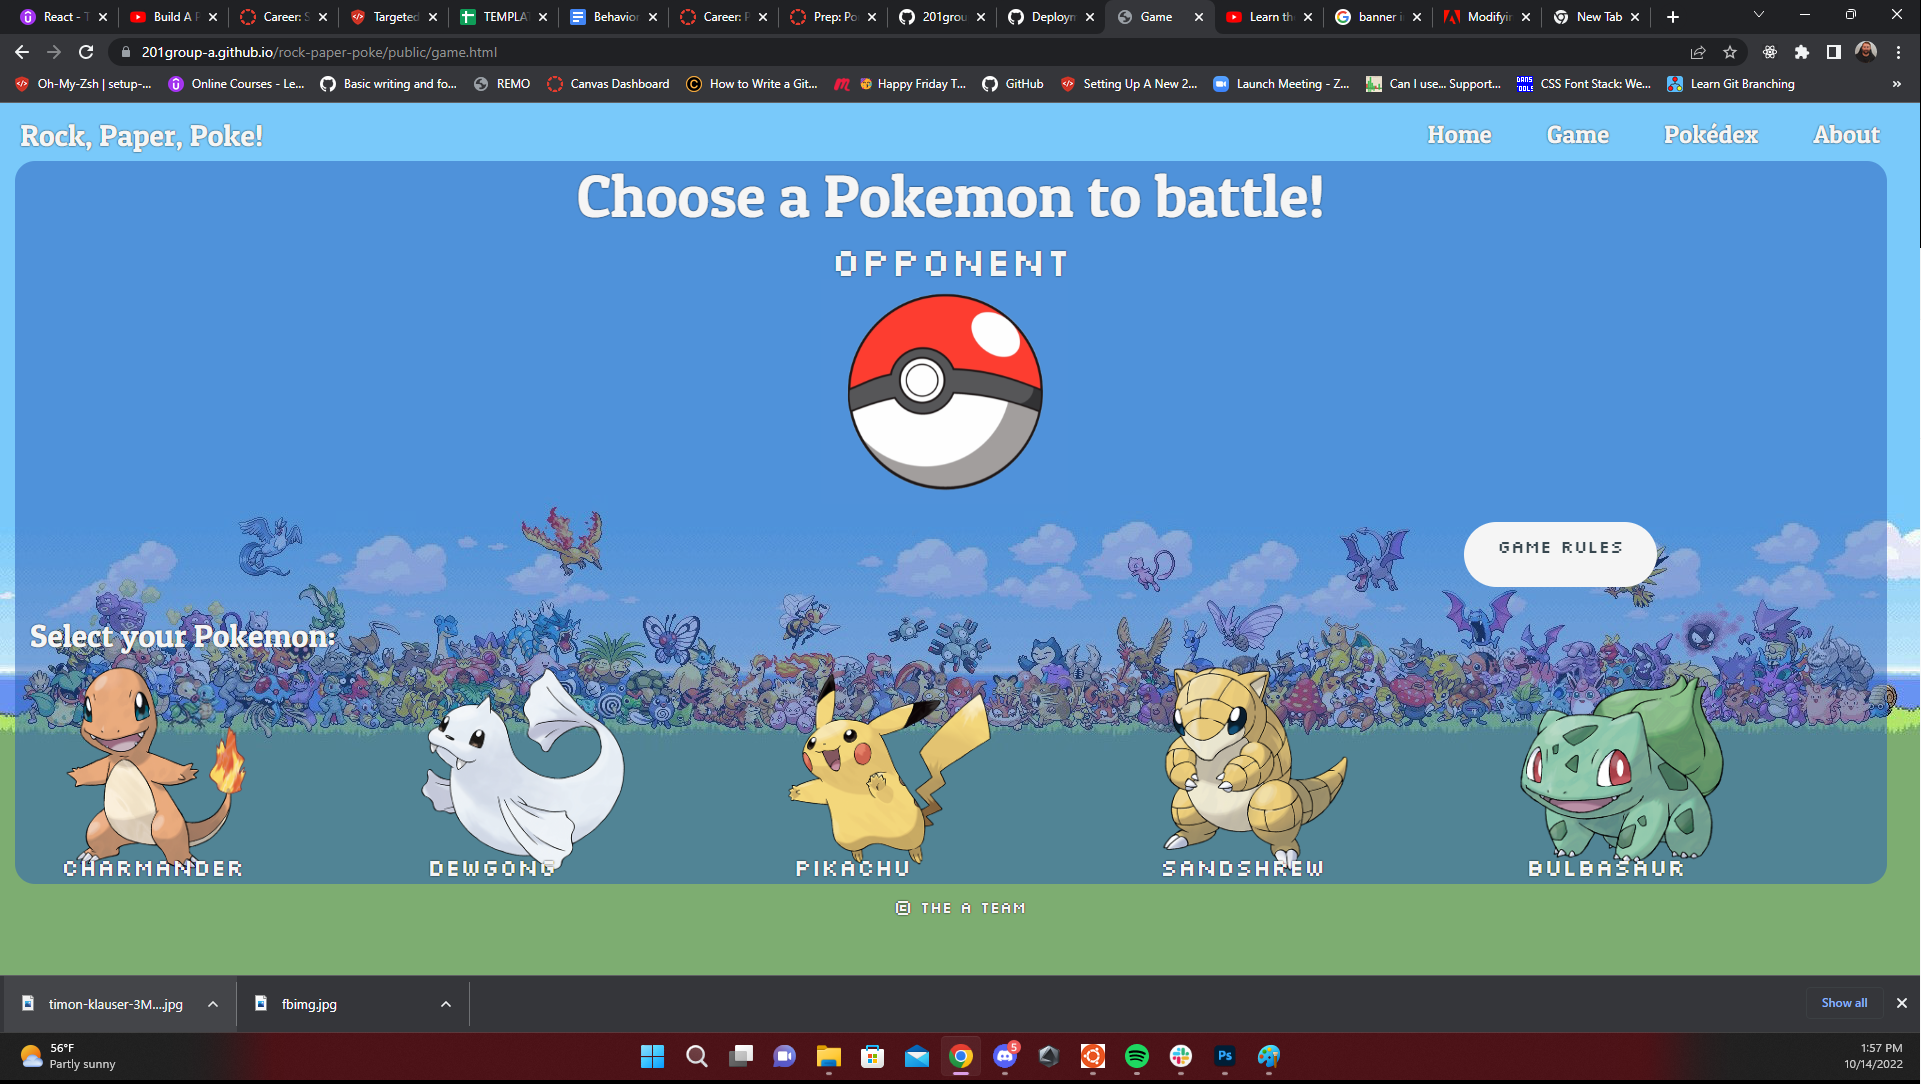 React - T
Build A P
Career: S
Targeted
TEMPLA
Behavior
Career: P
Prep: Po
201grou
Deploym
Game
Learn th
banner i
Modifyin
New Tab
201group-a.github.io/rock-paper-poke/public/game.html
Oh-My-Zsh | setup-...
Online Courses - Le...
Basic writing and fo...
REMO
Canvas Dashboard
How to Write a Git...
Happy Friday T...
GitHub
Setting Up A New 2...
Launch Meeting - Z...
Can I use... Support...
CSS Font Stack: We...
Learn Git Branching
»
Rock, Paper, Poke!
Home
Game
Pokédex
About
Choose a Pokemon to battle!
OPPONENT
GAME RULES
Select your Pokemon:
CHARMANDER
DEWGONG
PIKACHU
SANDSHREW
BULBASAUR
© THE A TEAM
timon-klauser-3M....jpg
fbimg.jpg
Show all
56°F
Partly sunny
5
Ps
1:57 PM
10/14/2022